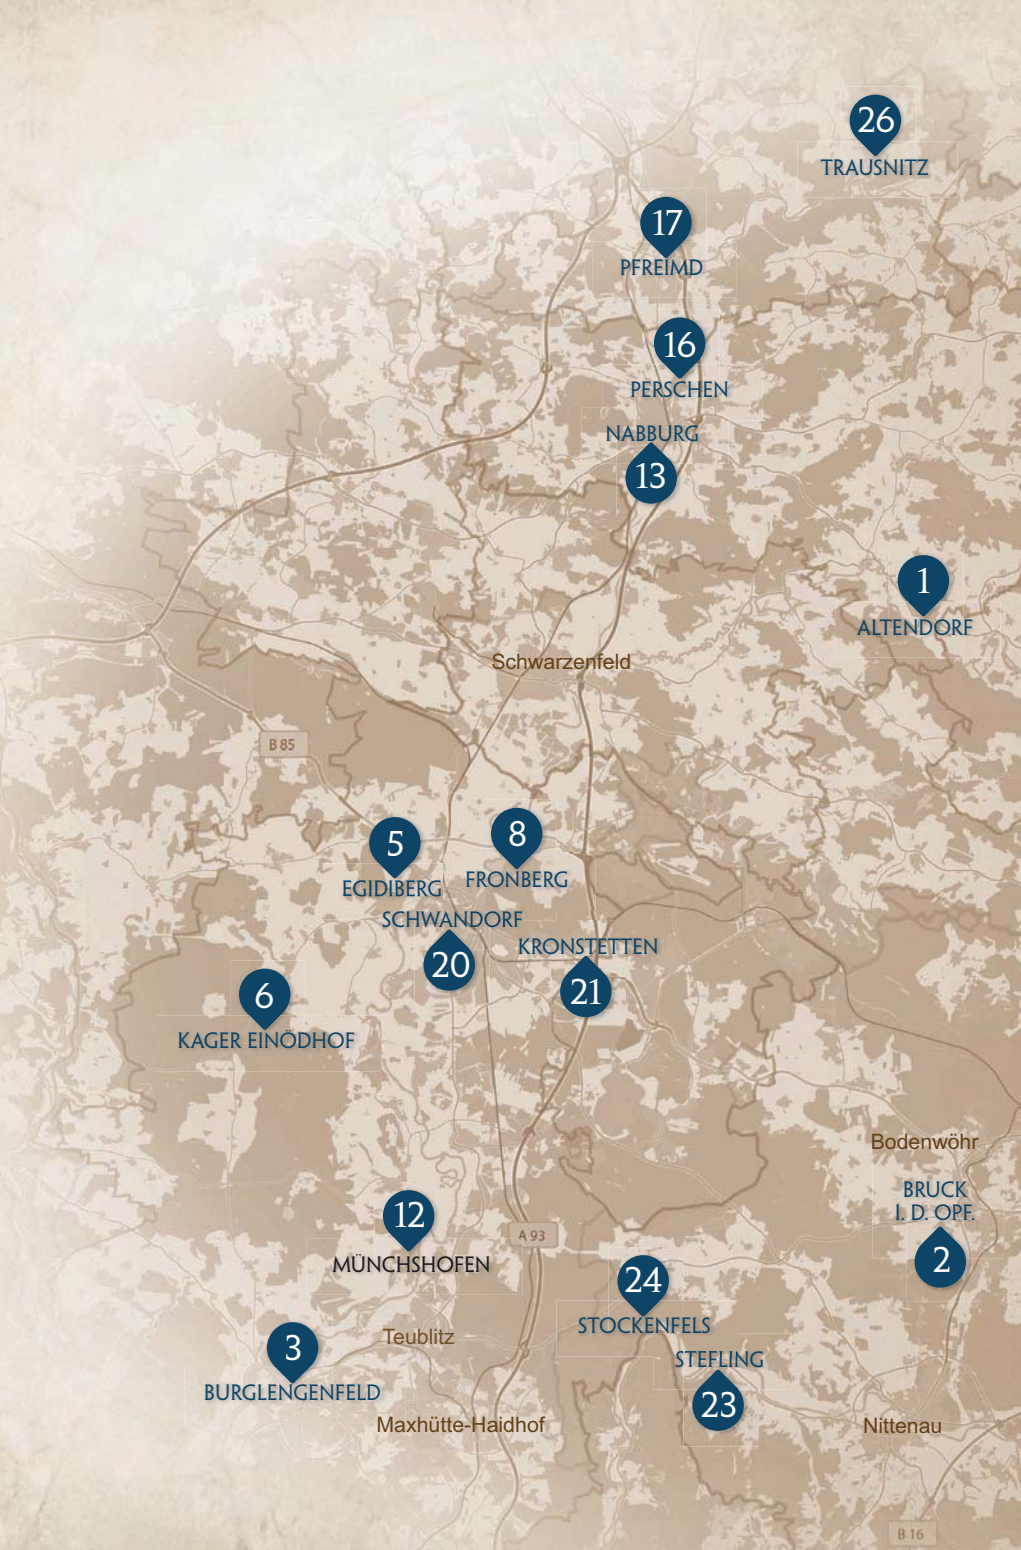 26
TRAUSNITZ
17
PFREIMD
16
PERSCHEN
NABBURG
13
1
ALTENDORF
Schwarzenfeld
B 85
5
EGIDIBERG
8
FRONBERG
SCHWANDORF
20
KRONSTETTEN
21
6
KAGER EINÖDHOF
Bodenwöhr
BRUCK
I. D. OPF.
2
12
MÜNCHSHOFEN
A 93
24
STOCKENFELS
3
BURGLENGENFELD
Teublitz
STEFLING
23
Maxhütte-Haidhof
Nittenau
B 16